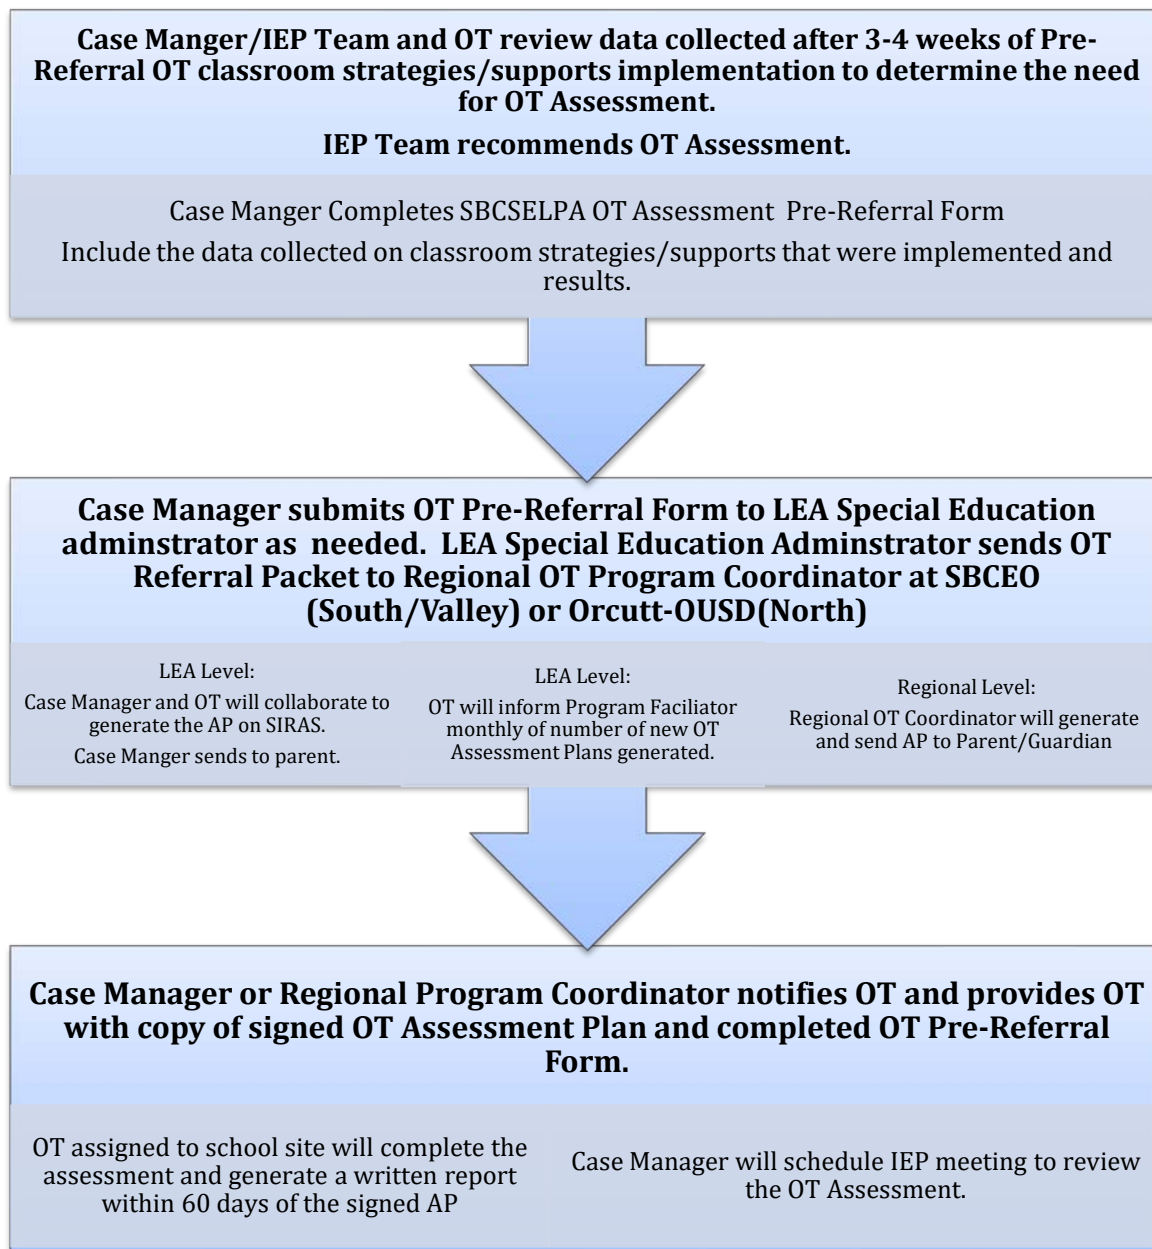 Case Manger/IEP Team and OT review data collected after 3-4 weeks of Pre-
Referral OT classroom strategies/supports implementation to determine the need
for OT Assessment.
IEP Team recommends OT Assessment.
Case Manger Completes SBCSELPA OT Assessment Pre-Referral Form
Include the data collected on classroom strategies/supports that were implemented and
results.
Case Manager submits OT Pre-Referral Form to LEA Special Education
adminstrator as needed. LEA Special Education Adminstrator sends OT
Referral Packet to Regional OT Program Coordinator at SBCEO
(South/Valley) or Orcutt-OUSD(North)
LEA Level:
Case Manager and OT will collaborate to
generate the AP on SIRAS.
Case Manger sends to parent.
LEA Level:
OT will inform Program Faciliator
monthly of number of new OT
Assessment Plans generated.
Regional Level:
Regional OT Coordinator will generate
and send AP to Parent/Guardian
Case Manager or Regional Program Coordinator notifies OT and provides OT
with copy of signed OT Assessment Plan and completed OT Pre-Referral
Form.
OT assigned to school site will complete the
assessment and generate a written report
within 60 days of the signed AP
Case Manager will schedule IEP meeting to review
the OT Assessment.